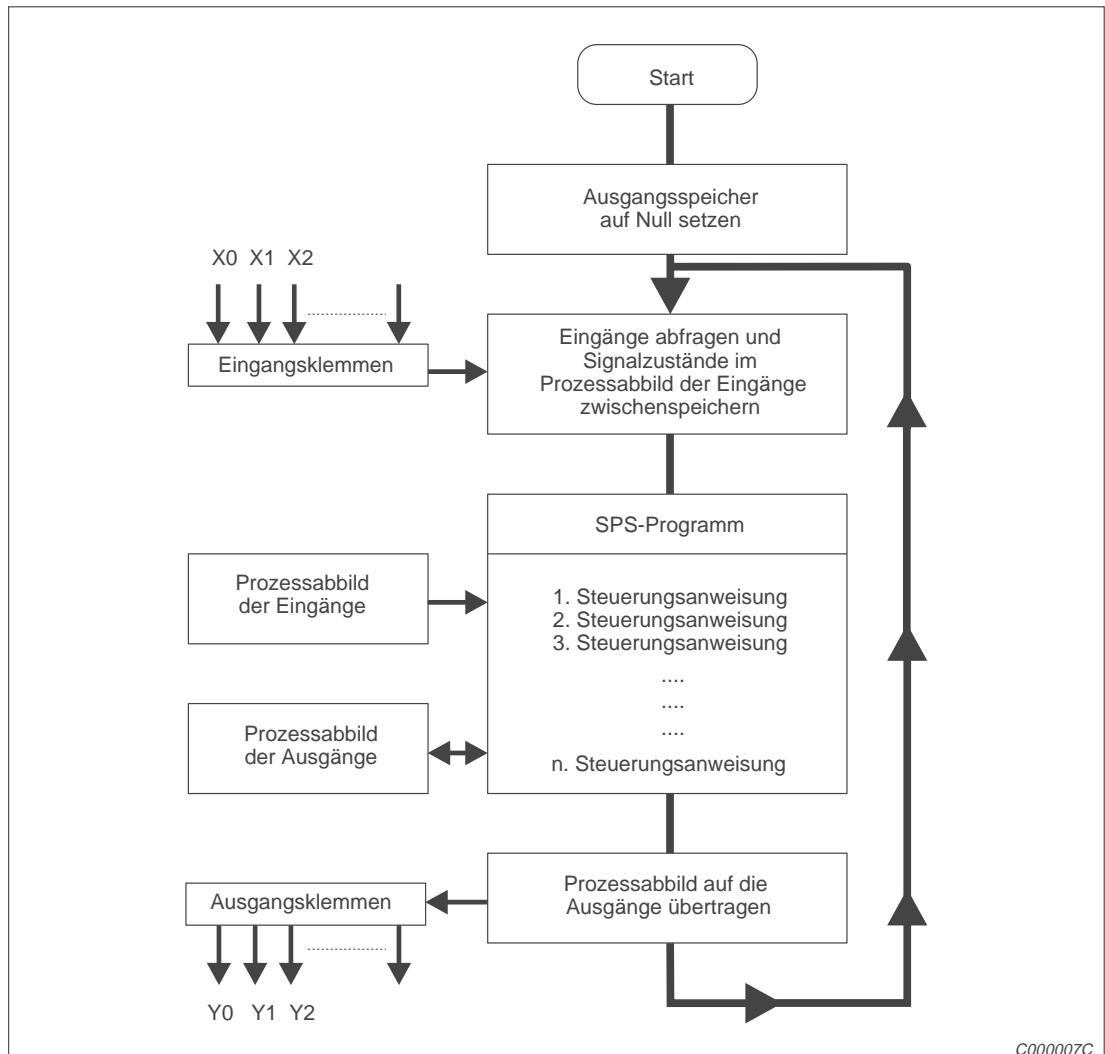 Start
Ausgangsspeicher
auf Null setzen
X0 X1 X2
Eingangsklemmen
Eingänge abfragen und
Signalzustände im
Prozessabbild der Eingänge
zwischenspeichern
SPS-Programm
Prozessabbild
der Eingänge
1. Steuerungsanweisung
2. Steuerungsanweisung
3. Steuerungsanweisung
....
....
....
n. Steuerungsanweisung
Prozessabbild
der Ausgänge
Prozessabbild auf die
Ausgänge übertragen
Ausgangsklemmen
Y0 Y1 Y2
C000007C